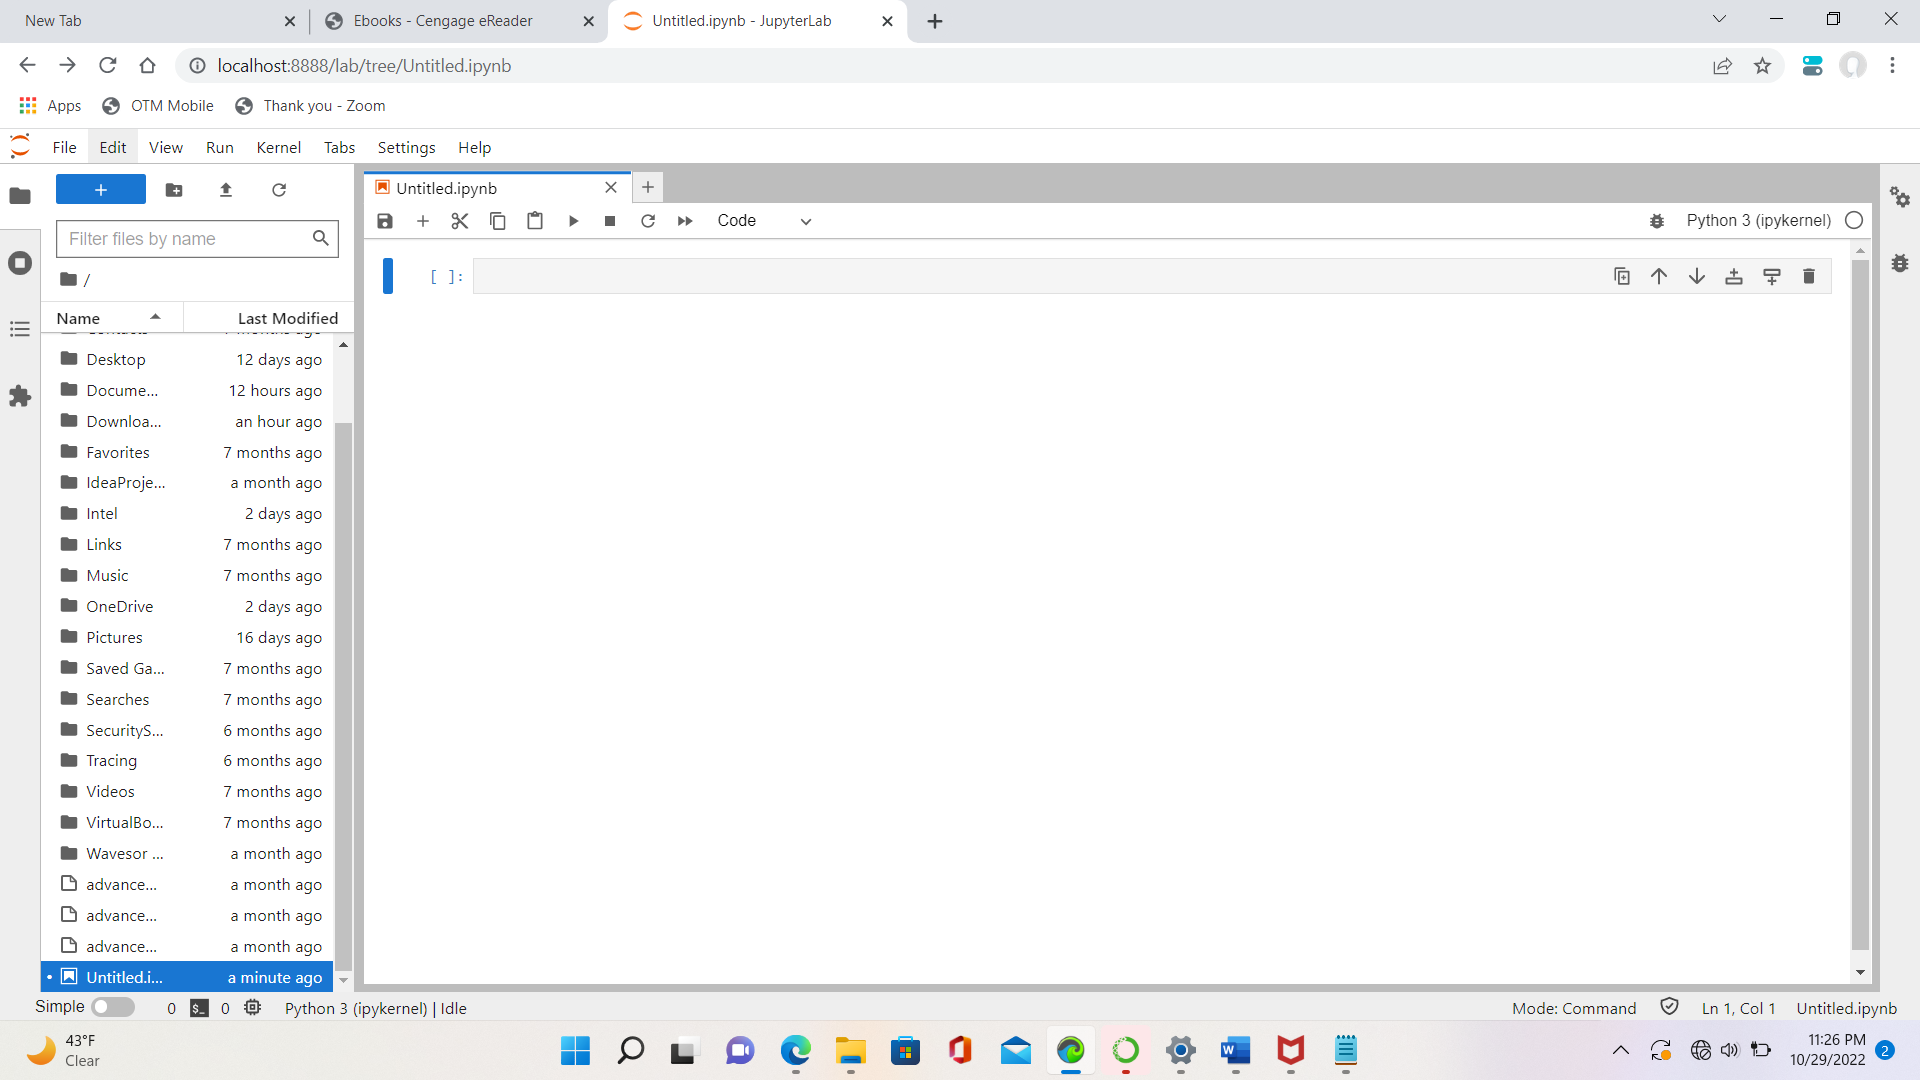 New Tab
Ebooks - Cengage eReader
Untitled.ipynb - JupyterLab
localhost:8888/lab/tree/Untitled.ipynb
Apps
OTM Mobile
Thank you - Zoom
File
Edit
View
Run
Kernel
Tabs
Settings
Help
Untitled.ipynb
Code
Python 3 (ipykernel)
Filter files by name
/
[ ]:
Name
Last Modified
Desktop 12 days ago
Docume... 12 hours ago
Downloa... an hour ago
Favorites 7 months ago
IdeaProje... a month ago
Intel 2 days ago
Links 7 months ago
Music 7 months ago
OneDrive 2 days ago
Pictures 16 days ago
Saved Ga... 7 months ago
Searches 7 months ago
SecurityS... 6 months ago
Tracing 6 months ago
Videos 7 months ago
VirtualBo... 7 months ago
Wavesor ... a month ago
advance... a month ago
advance... a month ago
advance... a month ago
Untitled.i... a minute ago
Simple
0
$_
0
Python 3 (ipykernel) | Idle
Mode: Command
Ln 1, Col 1
Untitled.ipynb
43°F
Clear
11:26 PM
10/29/2022
2